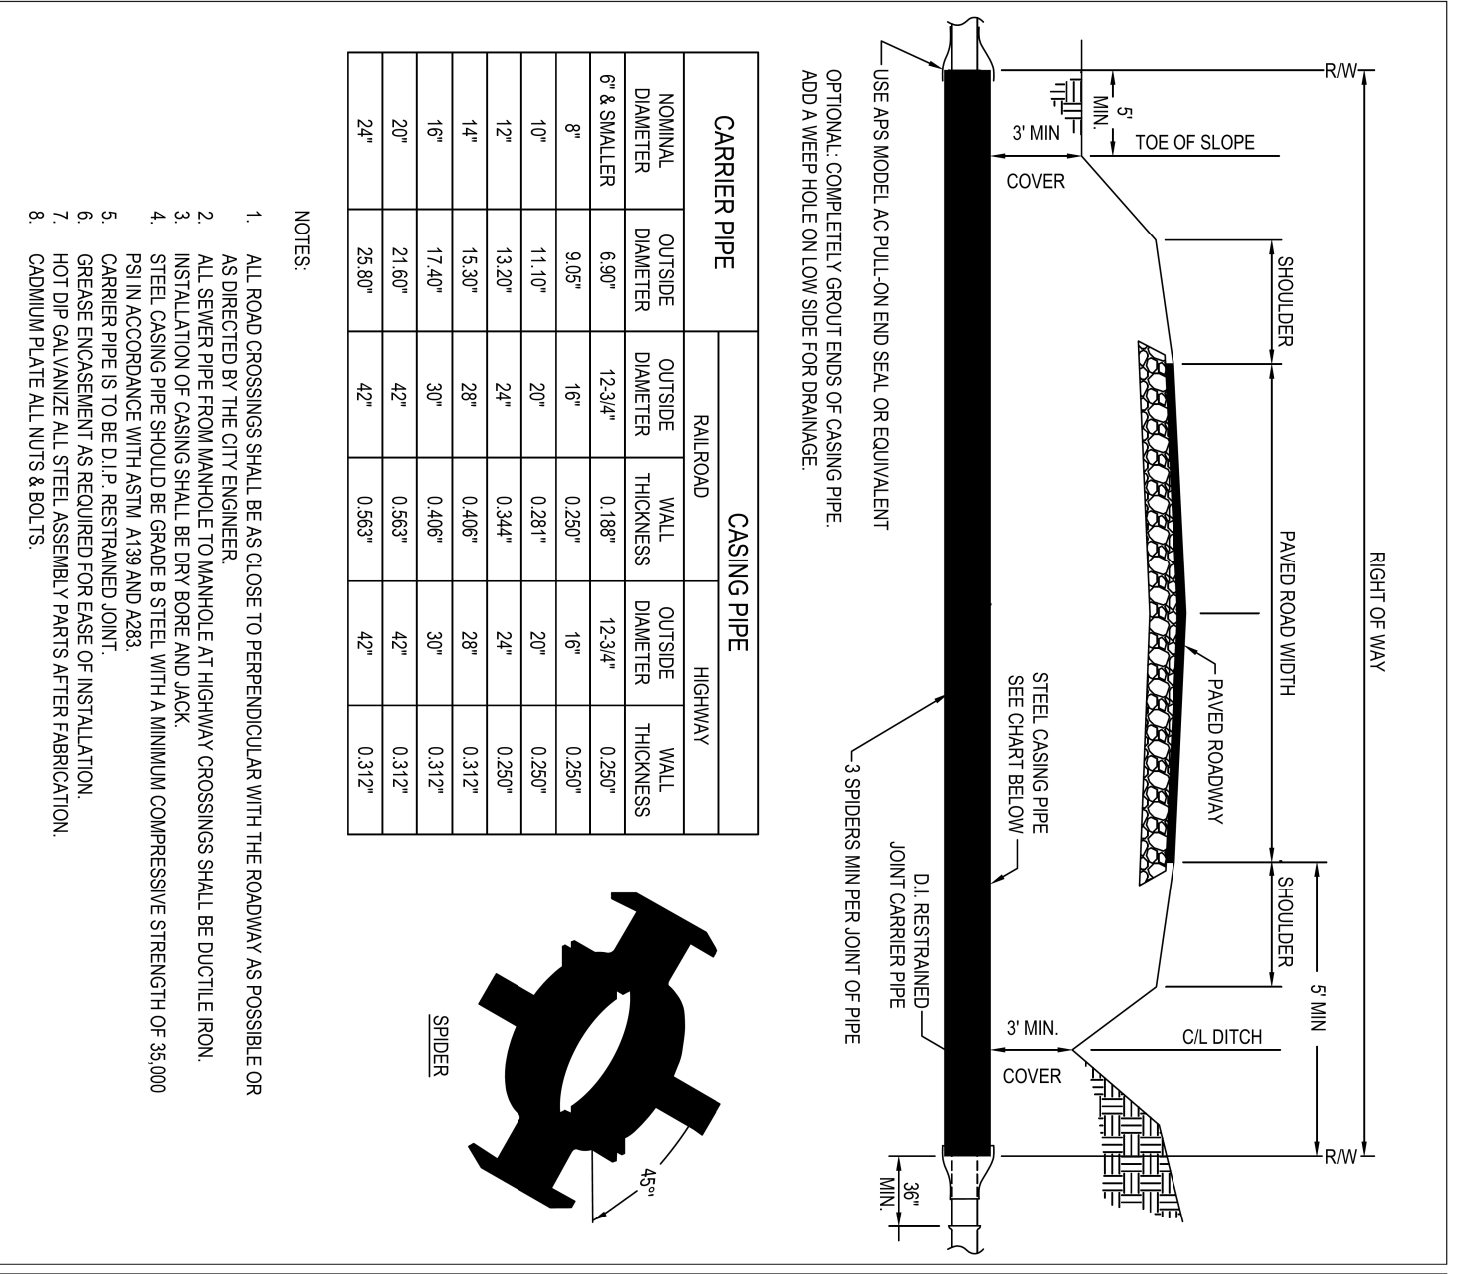 RIGHT OF WAY
R/W
R/W
5'
MIN.
TOE OF SLOPE
SHOULDER
PAVED ROAD WIDTH
SHOULDER
5' MIN
C/L DITCH
PAVED ROADWAY
3' MIN
COVER
3' MIN.
COVER
STEEL CASING PIPE
SEE CHART BELOW
D.I. RESTRAINED
JOINT CARRIER PIPE
36"
MIN.
USE APS MODEL AC PULL-ON END SEAL OR EQUIVALENT
3 SPIDERS MIN PER JOINT OF PIPE
OPTIONAL: COMPLETELY GROUT ENDS OF CASING PIPE.
ADD A WEEP HOLE ON LOW SIDE FOR DRAINAGE.
CARRIER PIPE CASING PIPE
RAILROAD HIGHWAY
NOMINAL OUTSIDE OUTSIDE WALL OUTSIDE WALL
DIAMETER DIAMETER DIAMETER THICKNESS DIAMETER THICKNESS
6" & SMALLER 6.90" 12-3/4" 0.188" 12-3/4" 0.250"
8" 9.05" 16" 0.250" 16" 0.250"
10" 11.10" 20" 0.281" 20" 0.250"
12" 13.20" 24" 0.344" 24" 0.250"
14" 15.30" 28" 0.406" 28" 0.312"
16" 17.40" 30" 0.406" 30" 0.312"
20" 21.60" 42" 0.563" 42" 0.312"
24" 25.80" 42" 0.563" 42" 0.312"
45°
SPIDER
NOTES:
1. ALL ROAD CROSSINGS SHALL BE AS CLOSE TO PERPENDICULAR WITH THE ROADWAY AS POSSIBLE OR
AS DIRECTED BY THE CITY ENGINEER.
2. ALL SEWER PIPE FROM MANHOLE TO MANHOLE AT HIGHWAY CROSSINGS SHALL BE DUCTILE IRON.
3. INSTALLATION OF CASING SHALL BE DRY BORE AND JACK.
4. STEEL CASING PIPE SHOULD BE GRADE B STEEL WITH A MINIMUM COMPRESSIVE STRENGTH OF 35,000
PSI IN ACCORDANCE WITH ASTM A139 AND A283.
5. CARRIER PIPE IS TO BE D.I.P. RESTRAINED JOINT.
6. GREASE ENCASEMENT AS REQUIRED FOR EASE OF INSTALLATION.
7. HOT DIP GALVANIZE ALL STEEL ASSEMBLY PARTS AFTER FABRICATION.
8. CADMIUM PLATE ALL NUTS & BOLTS.